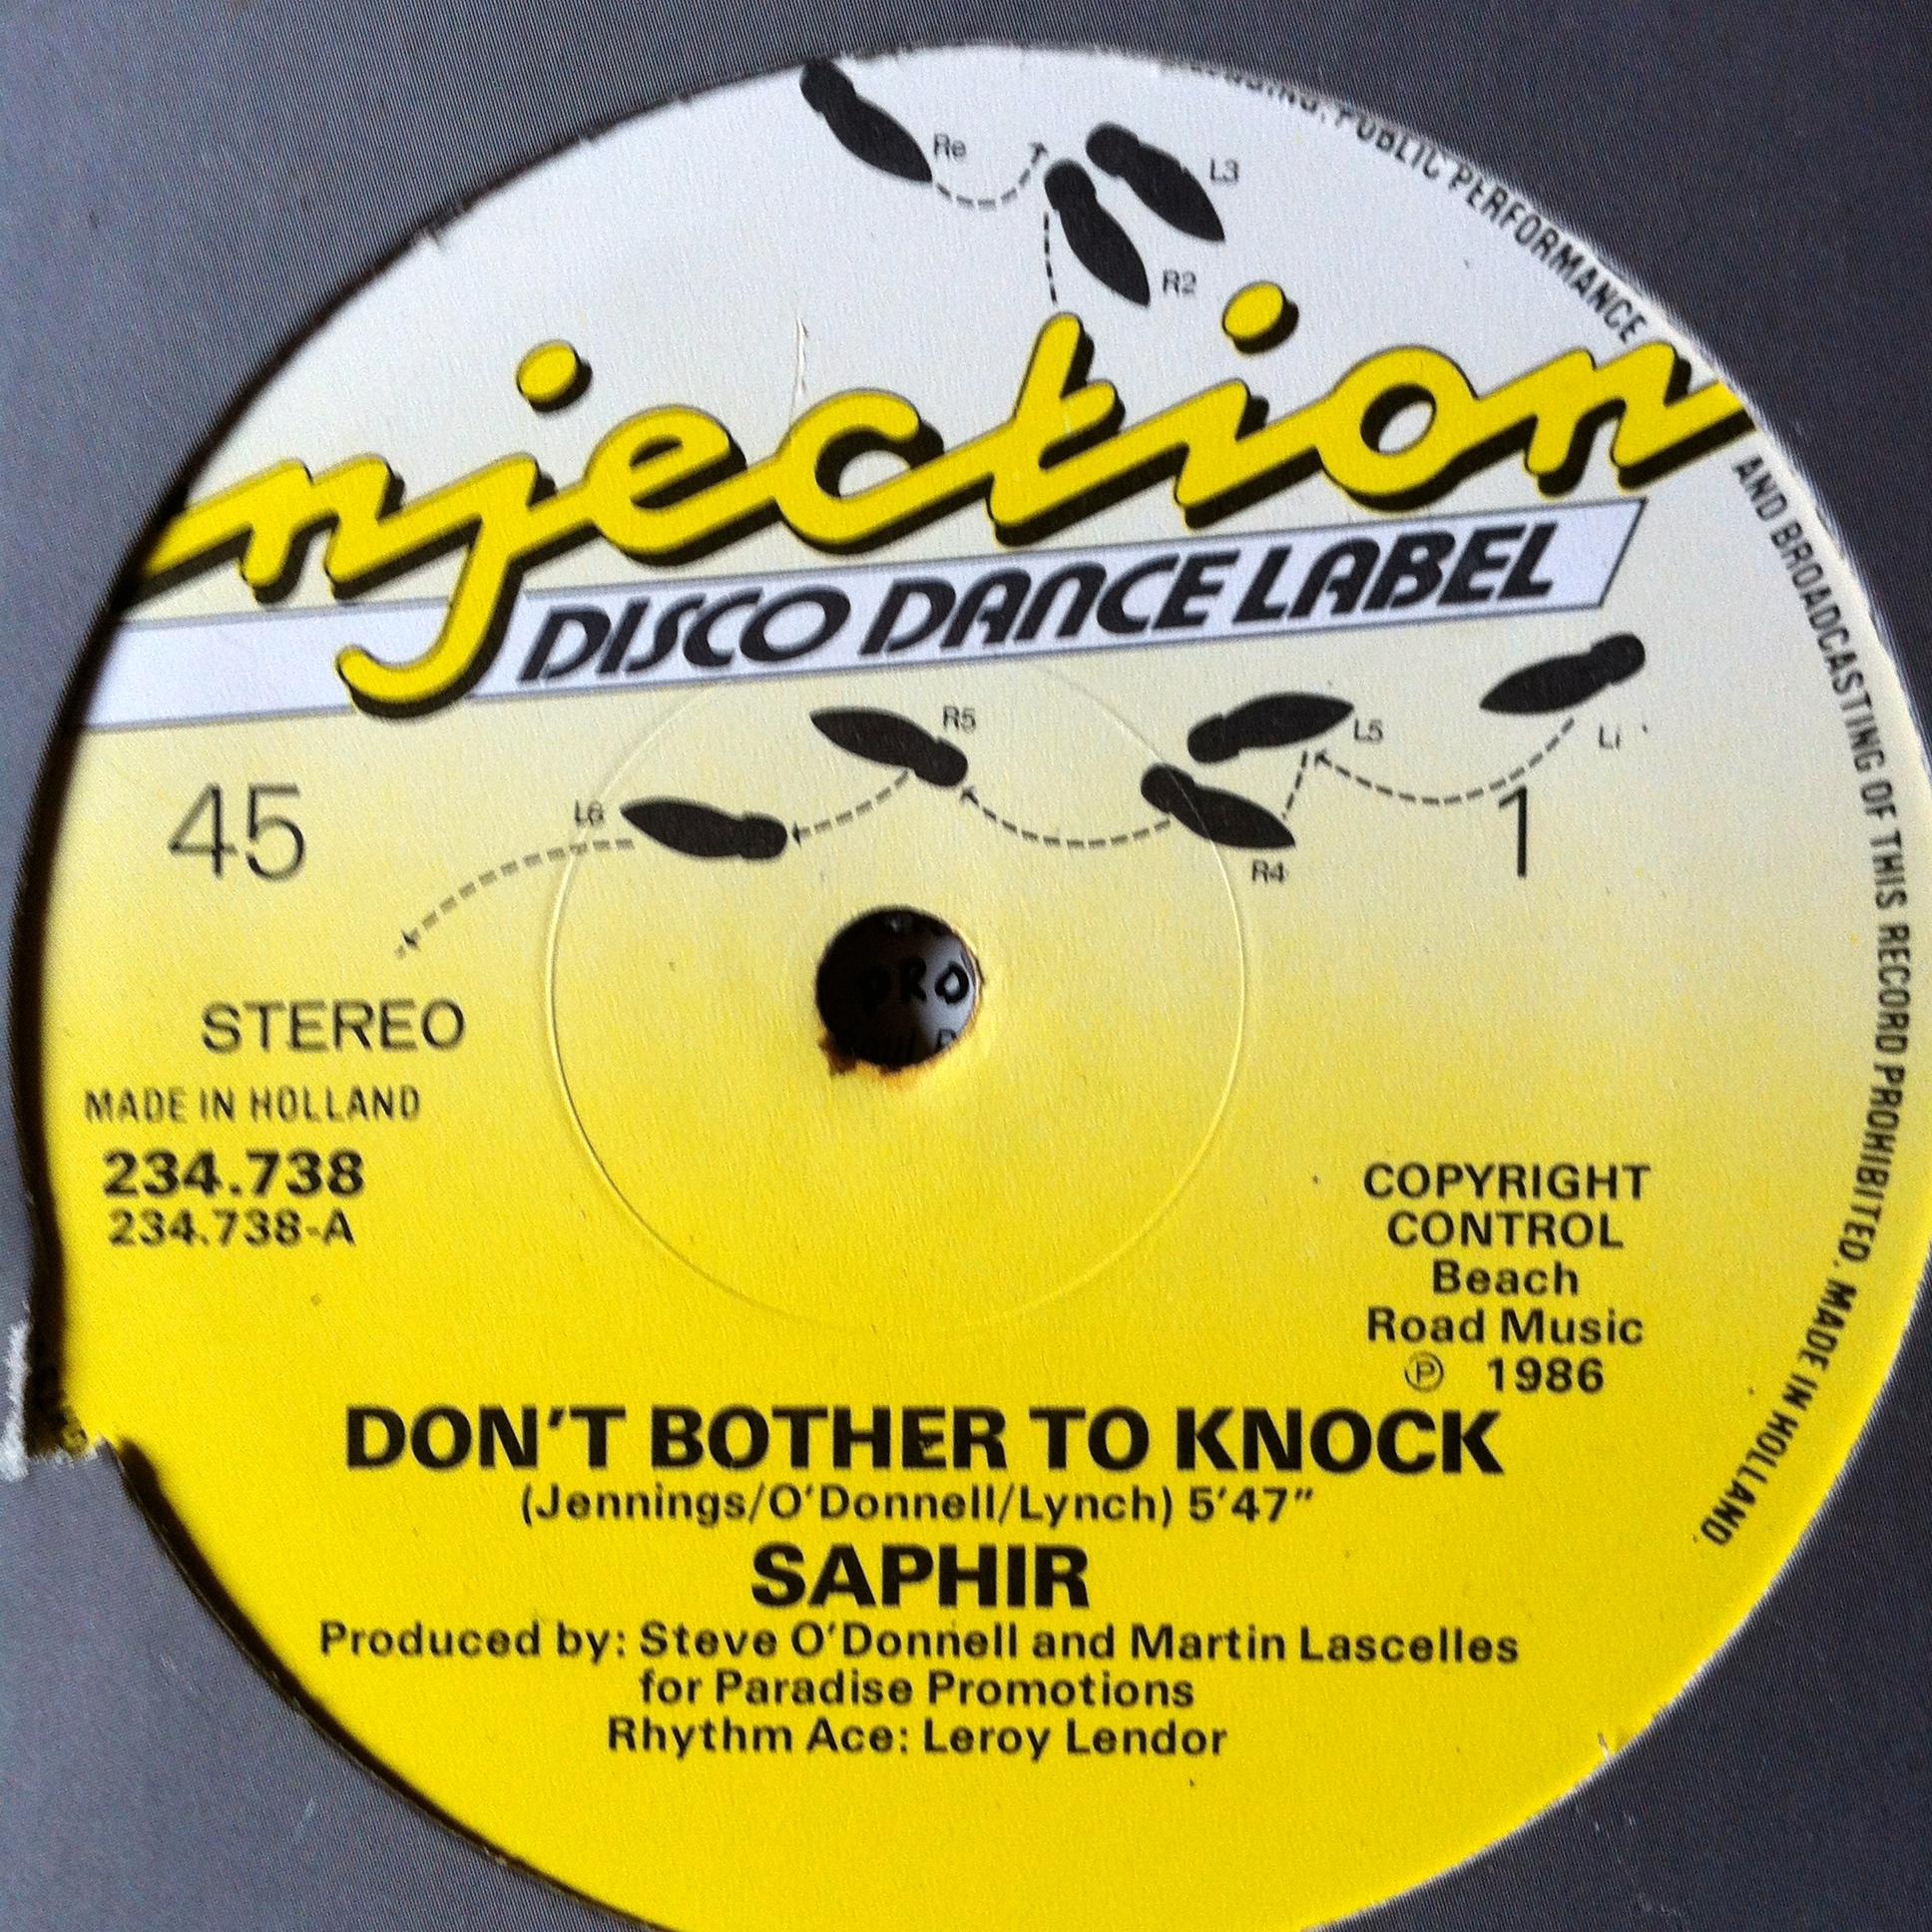 Re
L3
R2
njection
DISCO DANCE LABEL
R5
L5
Li
L6
R4
45
1
STEREO
MADE IN HOLLAND
234.738
234.738-A
COPYRIGHT
CONTROL
Beach
Road Music
Ⓟ 1986
DON'T BOTHER TO KNOCK
(Jennings/O'Donnell/Lynch) 5'47"
SAPHIR
Produced by: Steve O'Donnell and Martin Lascelles
for Paradise Promotions
Rhythm Ace: Leroy Lendor
PUBLIC PERFORMANCE
AND BROADCASTING OF THIS RECORD PROHIBITED. MADE IN HOLLAND.